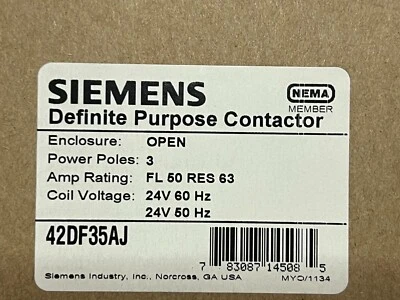 SIEMENS
NEMA
MEMBER
Definite Purpose Contactor
Enclosure: OPEN
Power Poles: 3
Amp Rating: FL 50 RES 63
Coil Voltage: 24V 60 Hz
24V 50 Hz
42DF35AJ
7 83087 14508 5
Siemens Industry, Inc., Norcross, GA USA MYO/1134